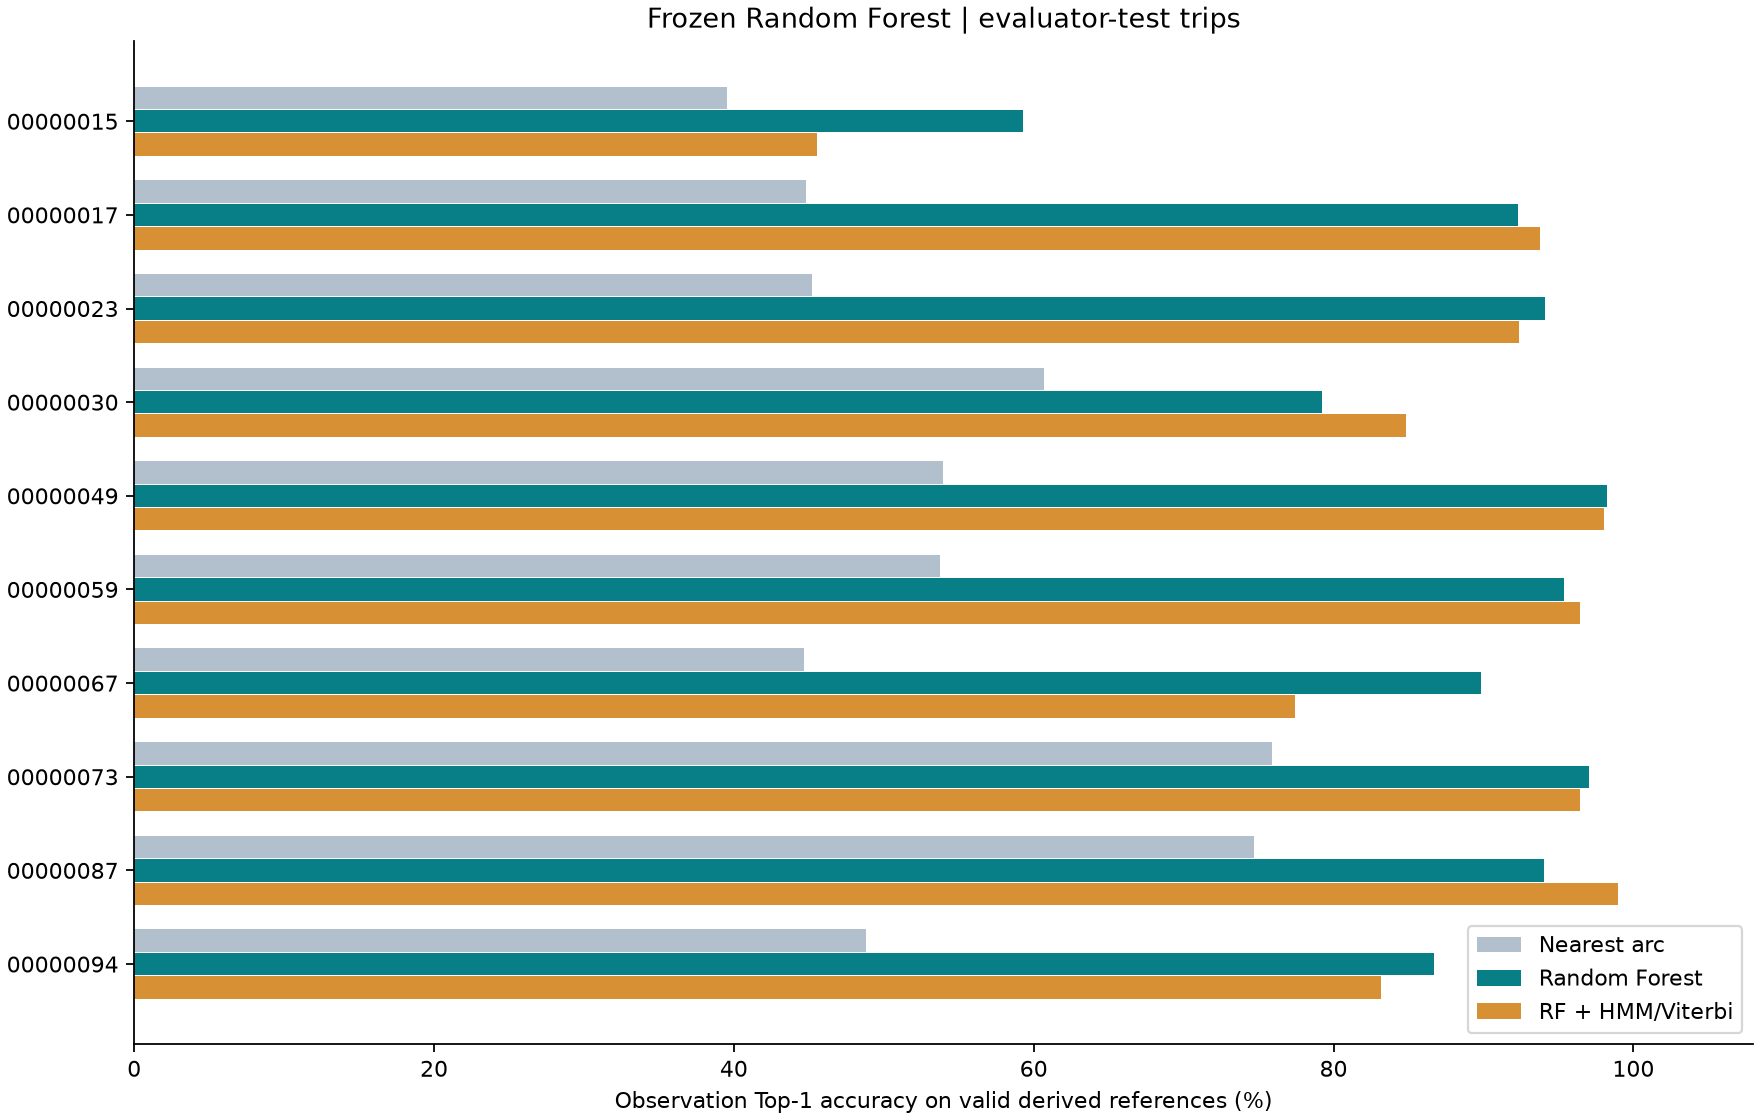 Frozen Random Forest | evaluator-test trips
00000015
00000017
00000023
00000030
00000049
00000059
00000067
00000073
00000087
00000094
Nearest arc
Random Forest
RF + HMM/Viterbi
0 20 40 60 80 100
Observation Top-1 accuracy on valid derived references (%)